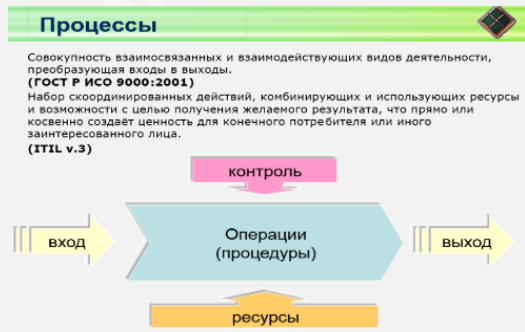 Процессы
Совокупность взаимосвязанных и взаимодействующих видов деятельности,
преобразующая входы в выходы.
(ГОСТ Р ИСО 9000:2001)
Набор скоординированных действий, комбинирующих и использующих ресурсы
и возможности с целью получения желаемого результата, что прямо или
косвенно создаёт ценность для конечного потребителя или иного
заинтересованного лица.
(ITIL v.3)
контроль
вход
Операции
(процедуры)
выход
ресурсы